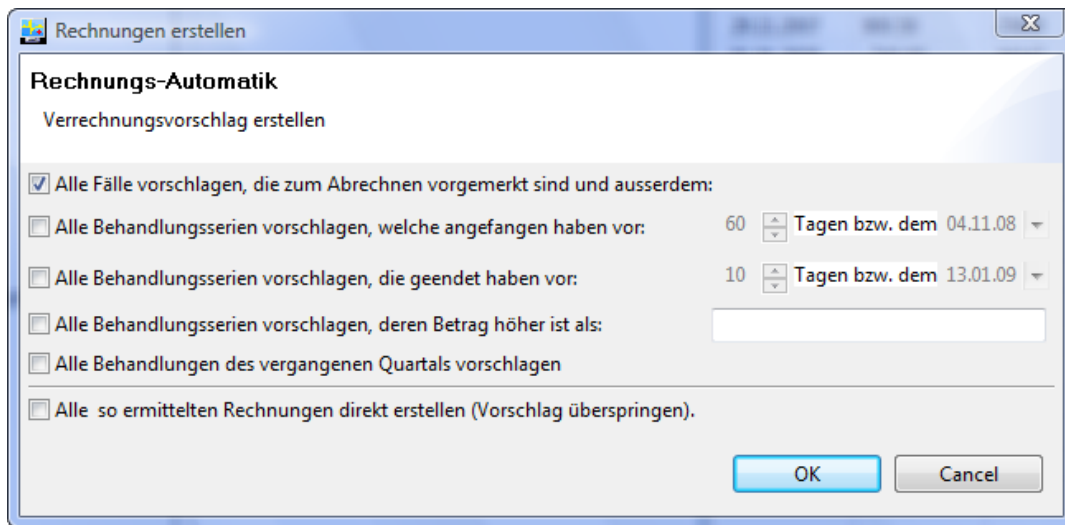 Rechnungen erstellen
Rechnungs-Automatik
Verrechnungsvorschlag erstellen
Alle Fälle vorschlagen, die zum Abrechnen vorgemerkt sind und ausserdem:
Alle Behandlungsserien vorschlagen, welche angefangen haben vor: 60 Tagen bzw. dem 04.11.08
Alle Behandlungsserien vorschlagen, die geendet haben vor: 10 Tagen bzw. dem 13.01.09
Alle Behandlungsserien vorschlagen, deren Betrag höher ist als:
Alle Behandlungen des vergangenen Quartals vorschlagen
Alle so ermittelten Rechnungen direkt erstellen (Vorschlag überspringen).
OK Cancel